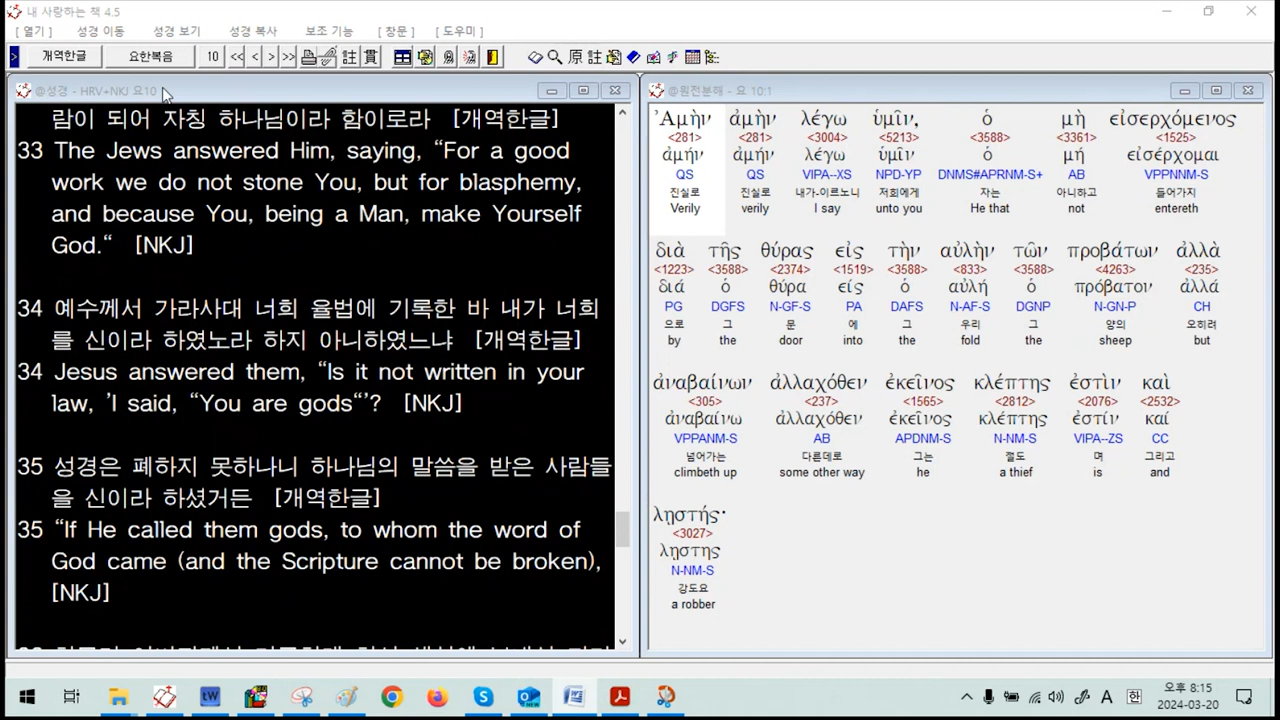 내 사랑하는 책 4.5
[ 열기 ] 성경 이동 성경 보기 성경 복사 보조 기능 [ 창문 ] [ 도우미 ]
> 개역한글 요한복음 10 << < > >> 註 貫 原 註
@성경 - HRV+NKJ 요10
람이 되어 자칭 하나님이라 함이로라 [개역한글]
33 The Jews answered Him, saying, “For a good
work we do not stone You, but for blasphemy,
and because You, being a Man, make Yourself
God.“ [NKJ]
34 예수께서 가라사대 너희 율법에 기록한 바 내가 너희
를 신이라 하였노라 하지 아니하였느냐 [개역한글]
34 Jesus answered them, “Is it not written in your
law, ’I said, “You are gods“’? [NKJ]
35 성경은 폐하지 못하나니 하나님의 말씀을 받은 사람들
을 신이라 하셨거든 [개역한글]
35 “If He called them gods, to whom the word of
God came (and the Scripture cannot be broken),
[NKJ]
@원전분해 - 요 10:1
Ἀμὴν ἀμὴν λέγω ὑμῖν, ὁ μὴ εἰσερχόμενος
<281> <281> <3004> <5213> <3588> <3361> <1525>
ἀμήν ἀμήν λέγω ὑμῖν ὁ μή εἰσέρχομαι
QS QS VIPA--XS NPD-YP DNMS#APRNM-S+ AB VPPNNM-S
진실로 진실로 내가-이르노니 저희에게 자는 아니하고 들어가지
Verily verily I say unto you He that not entereth
διὰ τῆς θύρας εἰς τὴν αὐλὴν τῶν προβάτων ἀλλὰ
<1223> <3588> <2374> <1519> <3588> <833> <3588> <4263> <235>
διά ὁ θύρα εἰς ὁ αὐλή ὁ πρόβατον ἀλλά
PG DGFS N-GF-S PA DAFS N-AF-S DGNP N-GN-P CH
으로 그 문 에 그 우리 그 양의 오히려
by the door into the fold the sheep but
ἀναβαίνων ἀλλαχόθεν ἐκεῖνος κλέπτης ἐστὶν καὶ
<305> <237> <1565> <2812> <2076> <2532>
ἀναβαίνω ἀλλαχόθεν ἐκεῖνος κλέπτης ἐστίν καί
VPPANM-S AB APDNM-S N-NM-S VIPA--ZS CC
넘어가는 다른데로 그는 절도 며 그리고
climbeth up some other way he a thief is and
λῃστής·
<3027>
λῃστης
N-NM-S
강도요
a robber
A 한 오후 8:15
2024-03-20